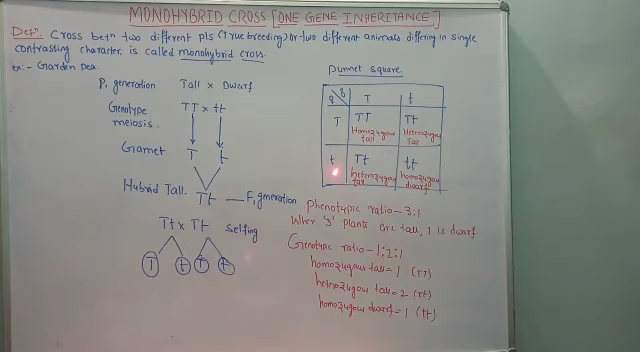 MONOHYBRID CROSS [ONE GENE INHERITANCE]
Defn: Cross betn two different pls (True breeding) or two different animals differing in single
contrasting character is called monohybrid cross.
ex:- Garden Pea
P1 generation Tall x Dwarf
Genotype TT x tt
meiosis.
Gamet T t
Hybrid Tall. Tt — F1 gneration
Tt x Tt selfing
T t T t
punnet square
T t
T TT Tt
Homozygous tall Heterozygous Tall
t Tt tt
heterozygous tall homozygous dwarf
phenotypic ratio - 3:1
Wher '3' plants are tall, 1 is dwarf
Genotypic ratio - 1:2:1
homozygous tall = 1 (TT)
heterozygous tall = 2 (Tt)
homozygous dwarf = 1 (tt)